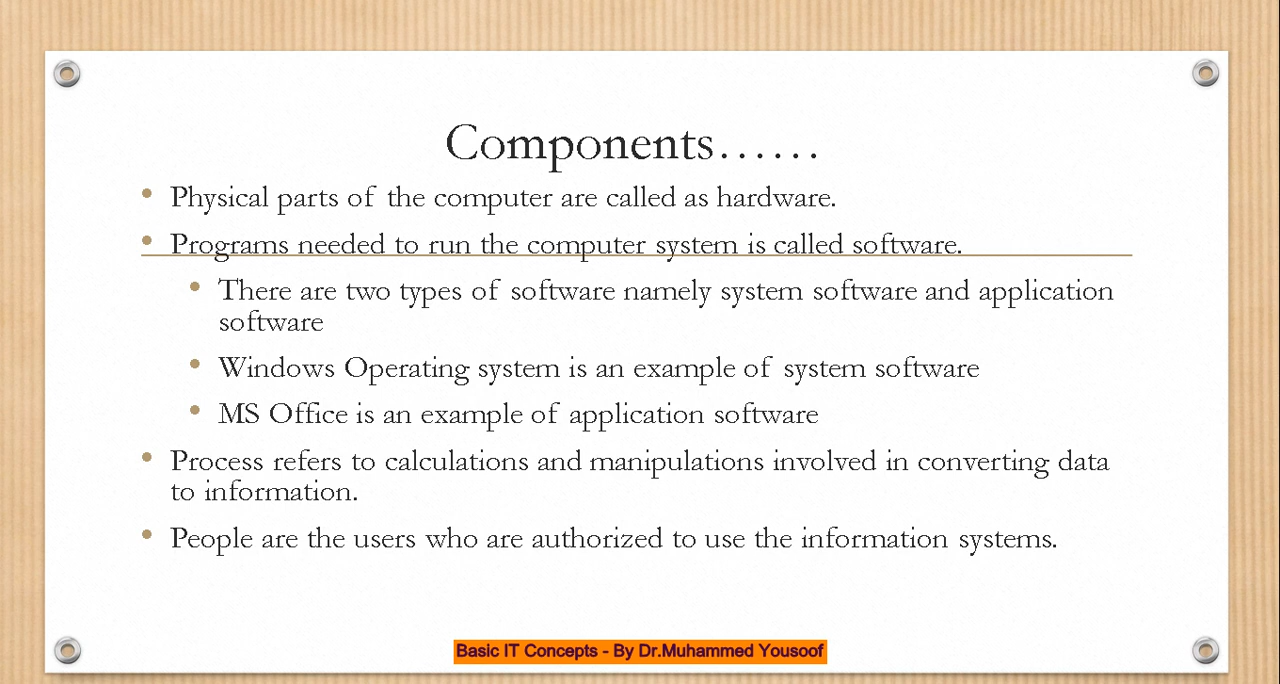 Components......
• Physical parts of the computer are called as hardware.
• Programs needed to run the computer system is called software.
• There are two types of software namely system software and application
software
• Windows Operating system is an example of system software
• MS Office is an example of application software
• Process refers to calculations and manipulations involved in converting data
to information.
• People are the users who are authorized to use the information systems.
Basic IT Concepts - By Dr.Muhammed Yousoof